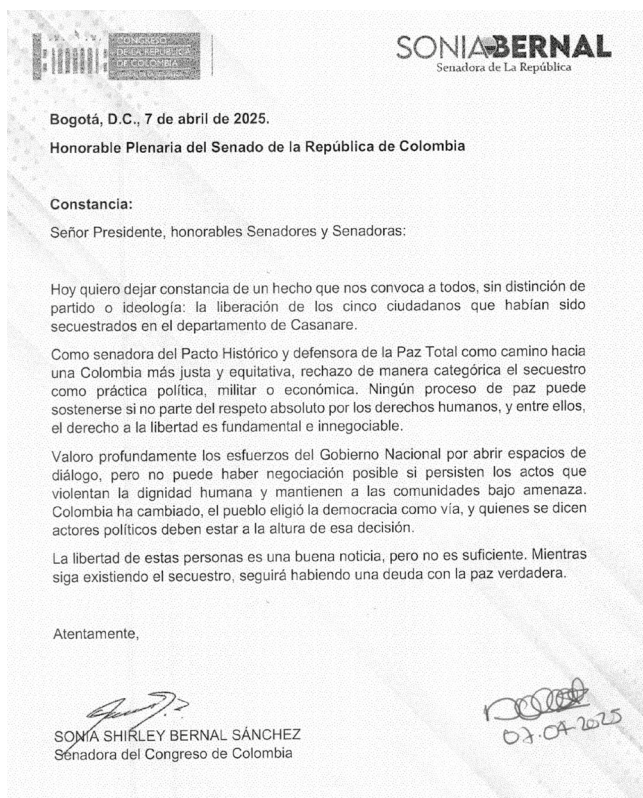 CONGRESO
DE LA REPÚBLICA
DE COLOMBIA
SONIA BERNAL
Senadora de La República
Bogotá, D.C., 7 de abril de 2025.
Honorable Plenaria del Senado de la República de Colombia
Constancia:
Señor Presidente, honorables Senadores y Senadoras:
Hoy quiero dejar constancia de un hecho que nos convoca a todos, sin distinción de
partido o ideología: la liberación de los cinco ciudadanos que habían sido
secuestrados en el departamento de Casanare.
Como senadora del Pacto Histórico y defensora de la Paz Total como camino hacia
una Colombia más justa y equitativa, rechazo de manera categórica el secuestro
como práctica política, militar o económica. Ningún proceso de paz puede
sostenerse si no parte del respeto absoluto por los derechos humanos, y entre ellos,
el derecho a la libertad es fundamental e innegociable.
Valoro profundamente los esfuerzos del Gobierno Nacional por abrir espacios de
diálogo, pero no puede haber negociación posible si persisten los actos que
violentan la dignidad humana y mantienen a las comunidades bajo amenaza.
Colombia ha cambiado, el pueblo eligió la democracia como vía, y quienes se dicen
actores políticos deben estar a la altura de esa decisión.
La libertad de estas personas es una buena noticia, pero no es suficiente. Mientras
siga existiendo el secuestro, seguirá habiendo una deuda con la paz verdadera.
Atentamente,
SONIA SHIRLEY BERNAL SÁNCHEZ
Senadora del Congreso de Colombia
07-04-2025